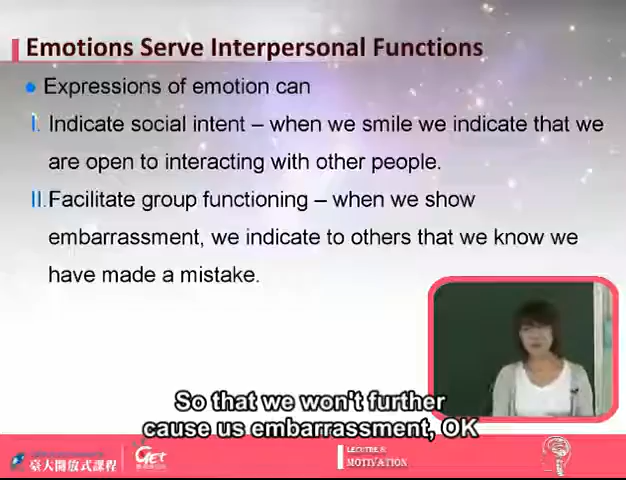 Emotions Serve Interpersonal Functions
Expressions of emotion can
I. Indicate social intent – when we smile we indicate that we
are open to interacting with other people.
II. Facilitate group functioning – when we show
embarrassment, we indicate to others that we know we
have made a mistake.
So that we won't further
cause us embarrassment, OK
臺大開放式課程
GET
LECUTRE 8:
MOTIVATION